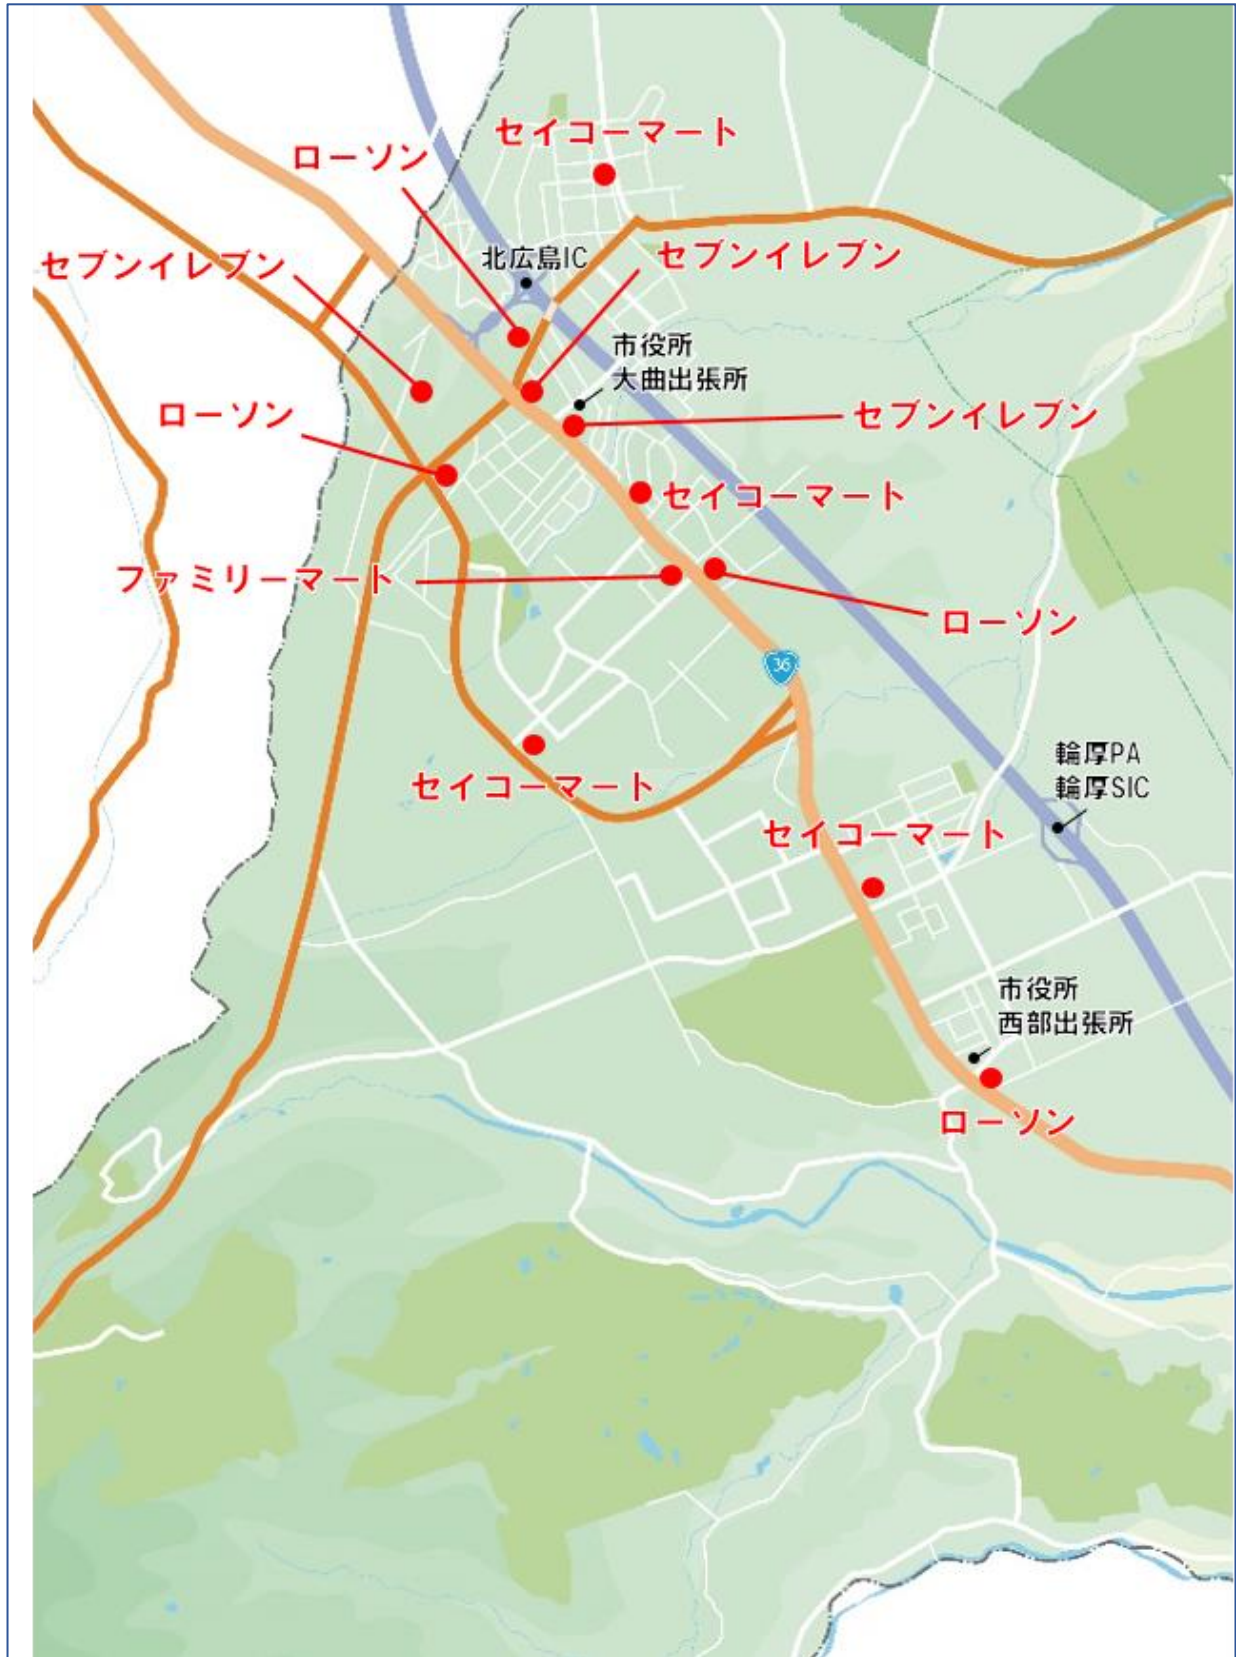 セイコーマート
ローソン
セブンイレブン
北広島IC
セブンイレブン
市役所
大曲出張所
ローソン
セブンイレブン
セイコーマート
ファミリーマート
ローソン
36
輪厚PA
輪厚SIC
セイコーマート
セイコーマート
市役所
西部出張所
ローソン